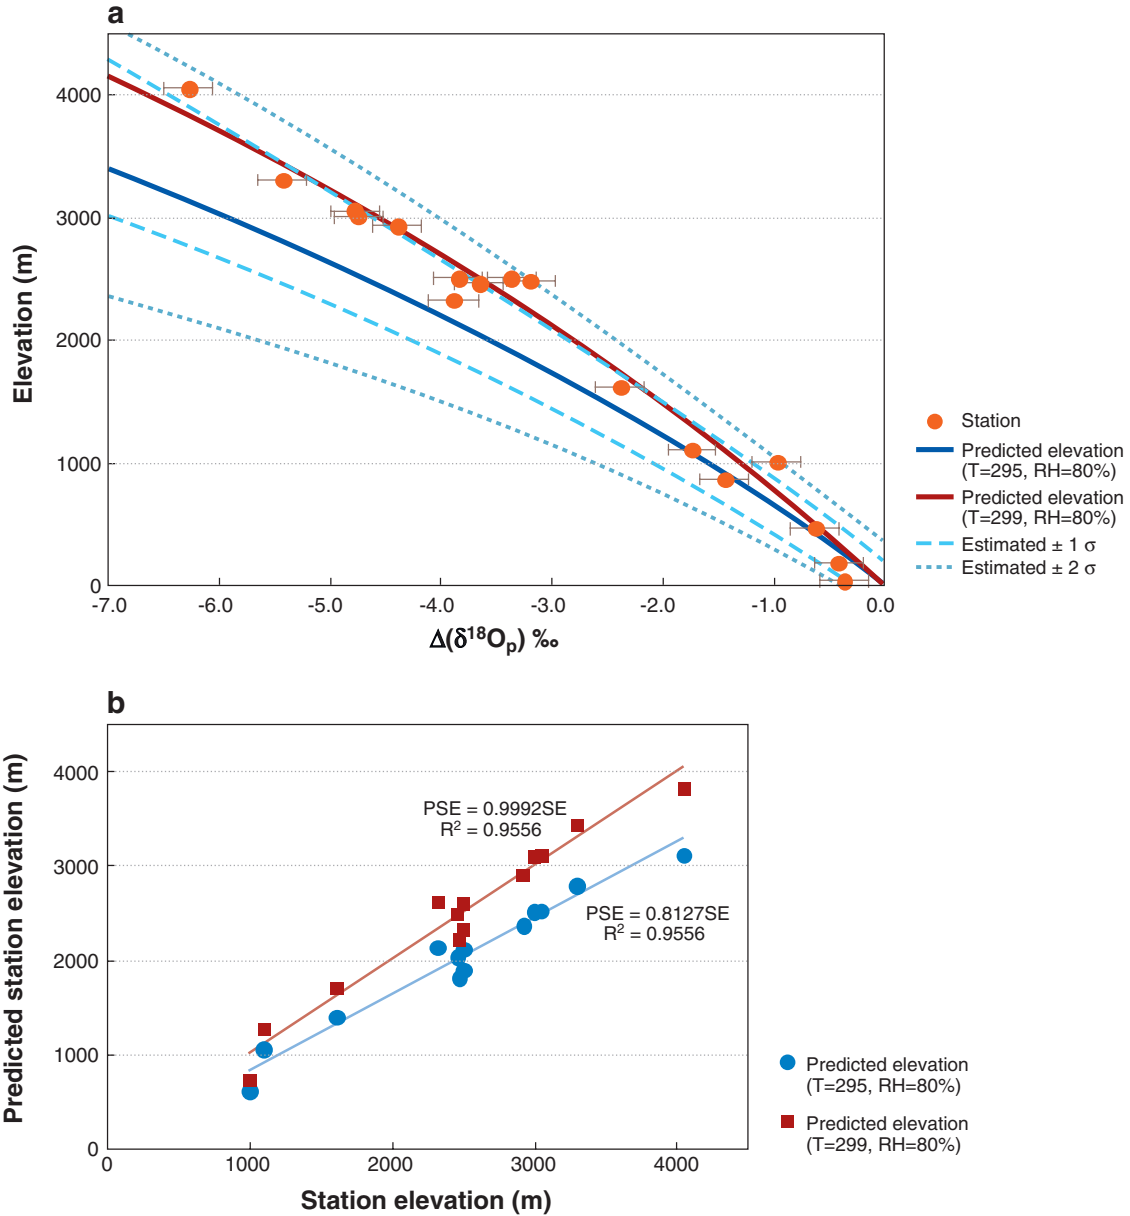 a
4000
3000
2000
1000
0
Elevation (m)
-7.0 -6.0 -5.0 -4.0 -3.0 -2.0 -1.0 0.0
Δ(δ¹⁸Oₚ) ‰
Station
Predicted elevation
(T=295, RH=80%)
Predicted elevation
(T=299, RH=80%)
Estimated ± 1 σ
Estimated ± 2 σ
b
4000
3000
2000
1000
0
Predicted station elevation (m)
PSE = 0.9992SE
R² = 0.9556
PSE = 0.8127SE
R² = 0.9556
0 1000 2000 3000 4000
Station elevation (m)
Predicted elevation
(T=295, RH=80%)
Predicted elevation
(T=299, RH=80%)